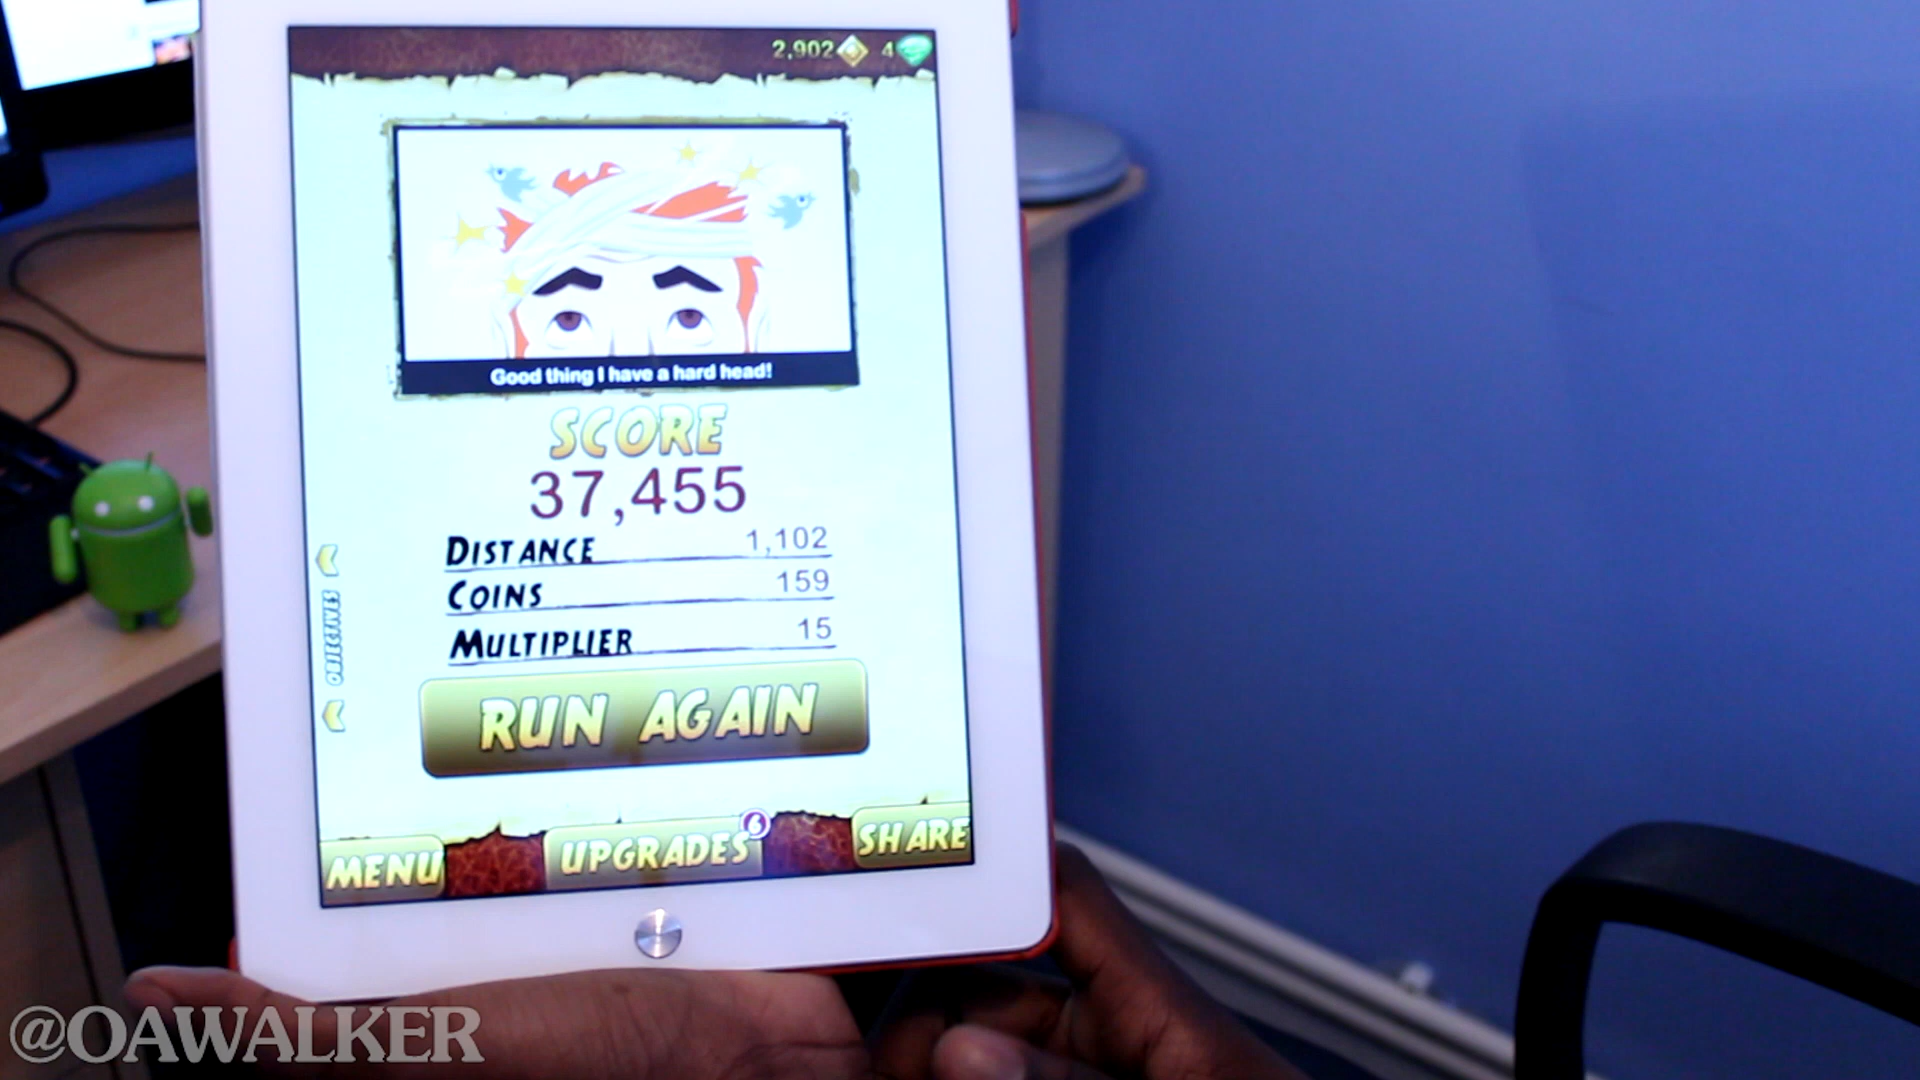 2,902 4
Good thing I have a hard head!
SCORE
37,455
DISTANCE 1,102
COINS 159
MULTIPLIER 15
OBJECTIVES
RUN AGAIN
MENU
UPGRADES 6
SHARE
@OAWALKER